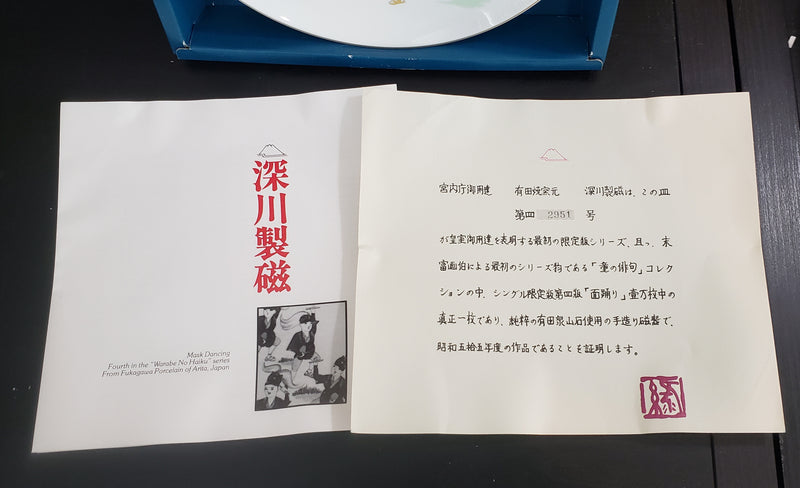 深川製磁
Mask Dancing
Fourth in the "Warabe No Haiku" series
From Fukagawa Porcelain of Arita, Japan
宮内庁御用達 有田焼宗元 深川製磁は、この皿
第四 2951 号
が皇室御用達を表明する最初の限定版シリーズ、且つ、末
富画伯による最初のシリーズ物である「童の俳句」コレク
ションの中、シングル限定版第四版「面踊り」壹万枚中の
真正一枚であり、純粋の有田泉山石使用の手造り磁器で、
昭和五拾五年度の作品であることを証明します。